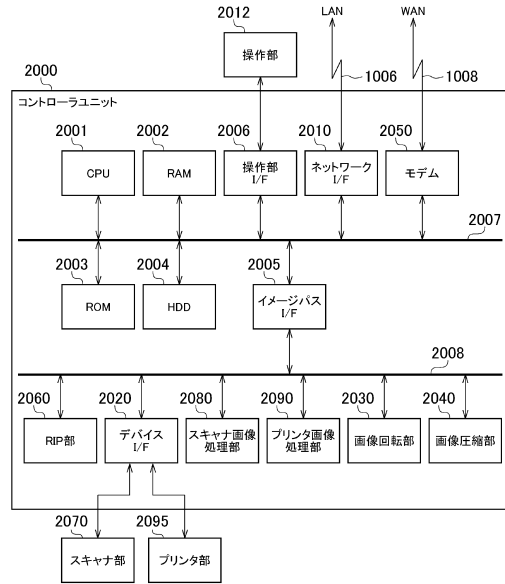 2012
LAN
WAN
操作部
1006
1008
2000
コントローラユニット
2001
2002
2006
2010
2050
CPU
RAM
操作部
I/F
ネットワーク
I/F
モデム
2007
2003
2004
2005
ROM
HDD
イメージパス
I/F
2008
2060
2020
2080
2090
2030
2040
RIP部
デバイス
I/F
スキャナ画像
処理部
プリンタ画像
処理部
画像回転部
画像圧縮部
2070
2095
スキャナ部
プリンタ部